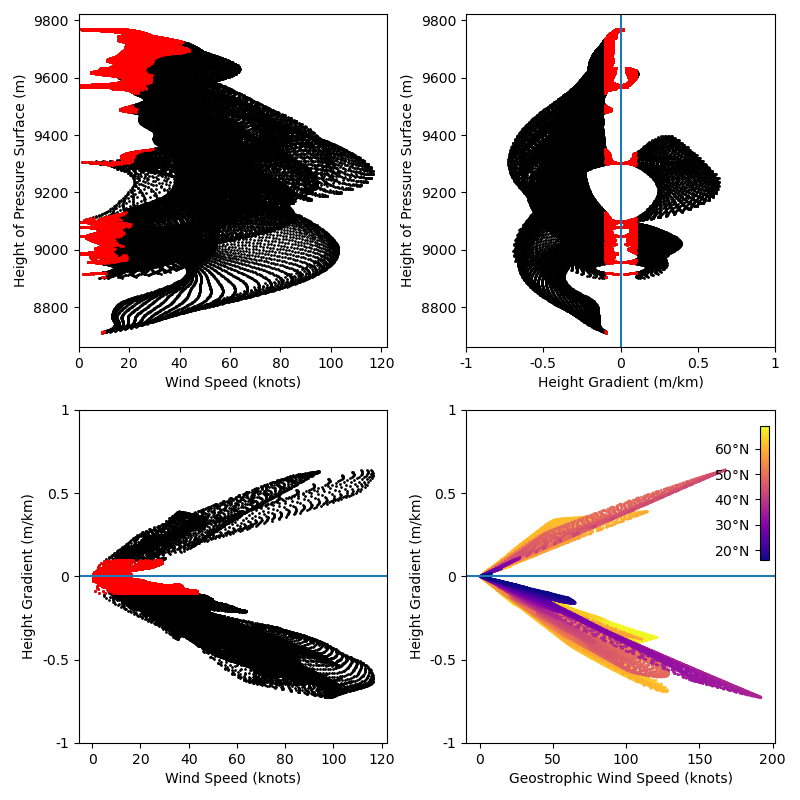 9800
9600
9400
9200
9000
8800
Height of Pressure Surface (m)
0 20 40 60 80 100 120
Wind Speed (knots)
9800
9600
9400
9200
9000
8800
Height of Pressure Surface (m)
-1 -0.5 0 0.5 1
Height Gradient (m/km)
1
0.5
0
-0.5
-1
Height Gradient (m/km)
0 20 40 60 80 100 120
Wind Speed (knots)
1
0.5
0
-0.5
-1
Height Gradient (m/km)
60°N
50°N
40°N
30°N
20°N
0 50 100 150 200
Geostrophic Wind Speed (knots)